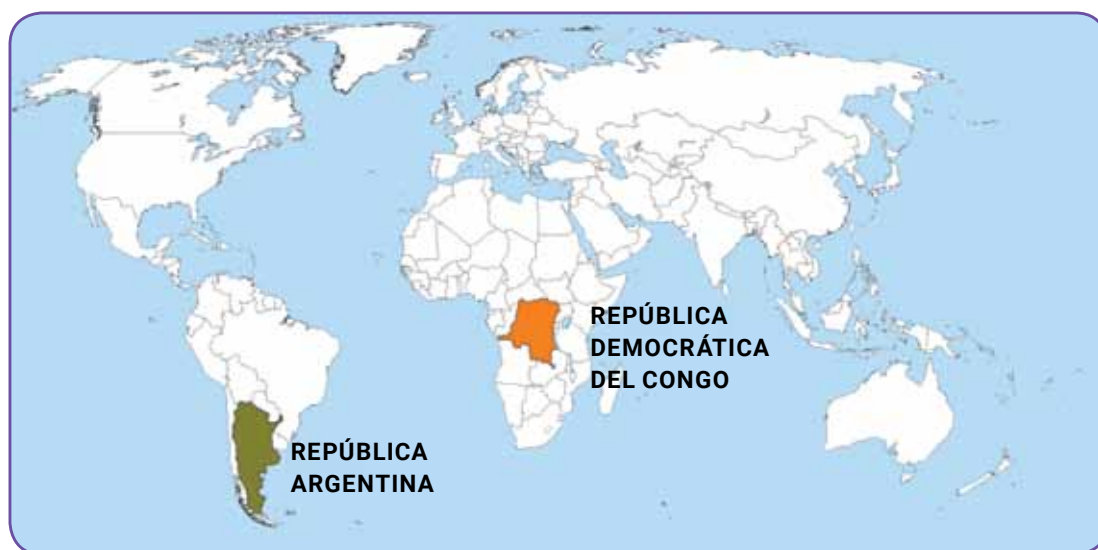 REPÚBLICA
DEMOCRÁTICA
DEL CONGO
REPÚBLICA
ARGENTINA